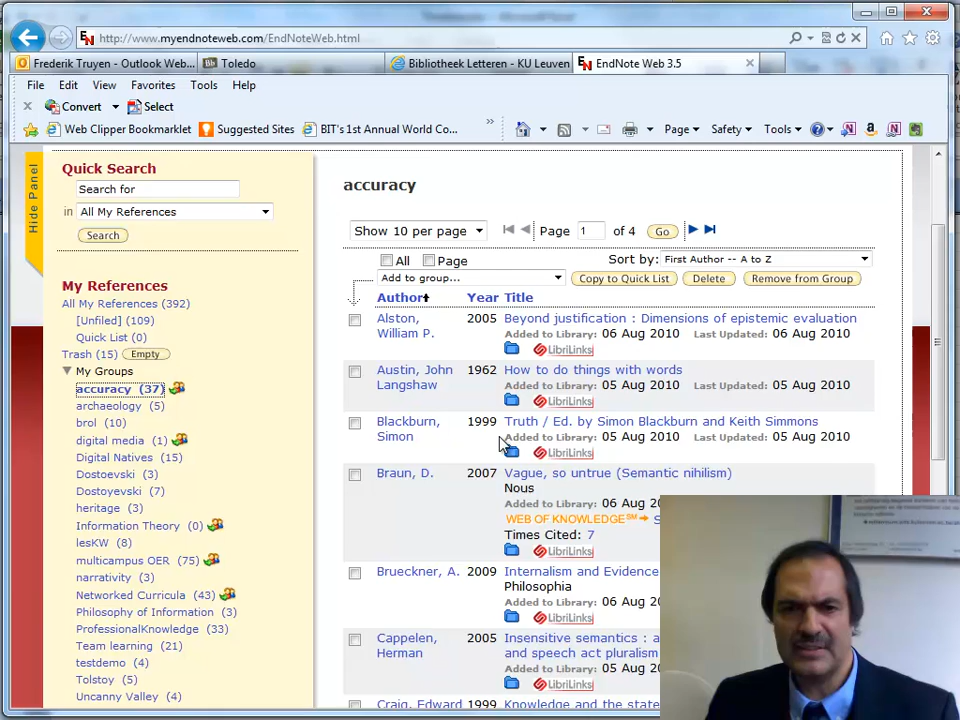 http://www.myendnoteweb.com/EndNoteWeb.html
Frederik Truyen - Outlook Web...
Toledo
Bibliotheek Letteren - KU Leuven
EndNote Web 3.5
File Edit View Favorites Tools Help
Convert Select
Web Clipper Bookmarklet Suggested Sites BIT's 1st Annual World Co... Page Safety Tools
Hide Panel
Quick Search
Search for
in All My References
Search
My References
All My References (392)
[Unfiled] (109)
Quick List (0)
Trash (15) Empty
My Groups
accuracy (37)
archaeology (5)
brol (10)
digital media (1)
Digital Natives (15)
Dostoevski (3)
Dostoyevski (7)
heritage (3)
Information Theory (0)
lesKW (8)
multicampus OER (75)
narrativity (3)
Networked Curricula (43)
Philosophy of Information (3)
ProfessionalKnowledge (33)
Team learning (21)
testdemo (4)
Tolstoy (5)
Uncanny Valley (4)
accuracy
Show 10 per page Page 1 of 4 Go
All Page Sort by: First Author -- A to Z
Add to group... Copy to Quick List Delete Remove from Group
Author Year Title
Alston, William P. 2005 Beyond justification : Dimensions of epistemic evaluation
Added to Library: 06 Aug 2010 Last Updated: 06 Aug 2010
LibriLinks
Austin, John Langshaw 1962 How to do things with words
Added to Library: 05 Aug 2010 Last Updated: 05 Aug 2010
LibriLinks
Blackburn, Simon 1999 Truth / Ed. by Simon Blackburn and Keith Simmons
Added to Library: 05 Aug 2010 Last Updated: 05 Aug 2010
LibriLinks
Braun, D. 2007 Vague, so untrue (Semantic nihilism)
Nous
Added to Library: 06
WEB OF KNOWLEDGE
Times Cited: 7
LibriLinks
Brueckner, A. 2009 Internalism and Evidence
Philosophia
Added to Library: 06
LibriLinks
Cappelen, Herman 2005 Insensitive semantics : a
and speech act pluralism
Added to Library: 05
LibriLinks
Craig, Edward 1999 Knowledge and the state